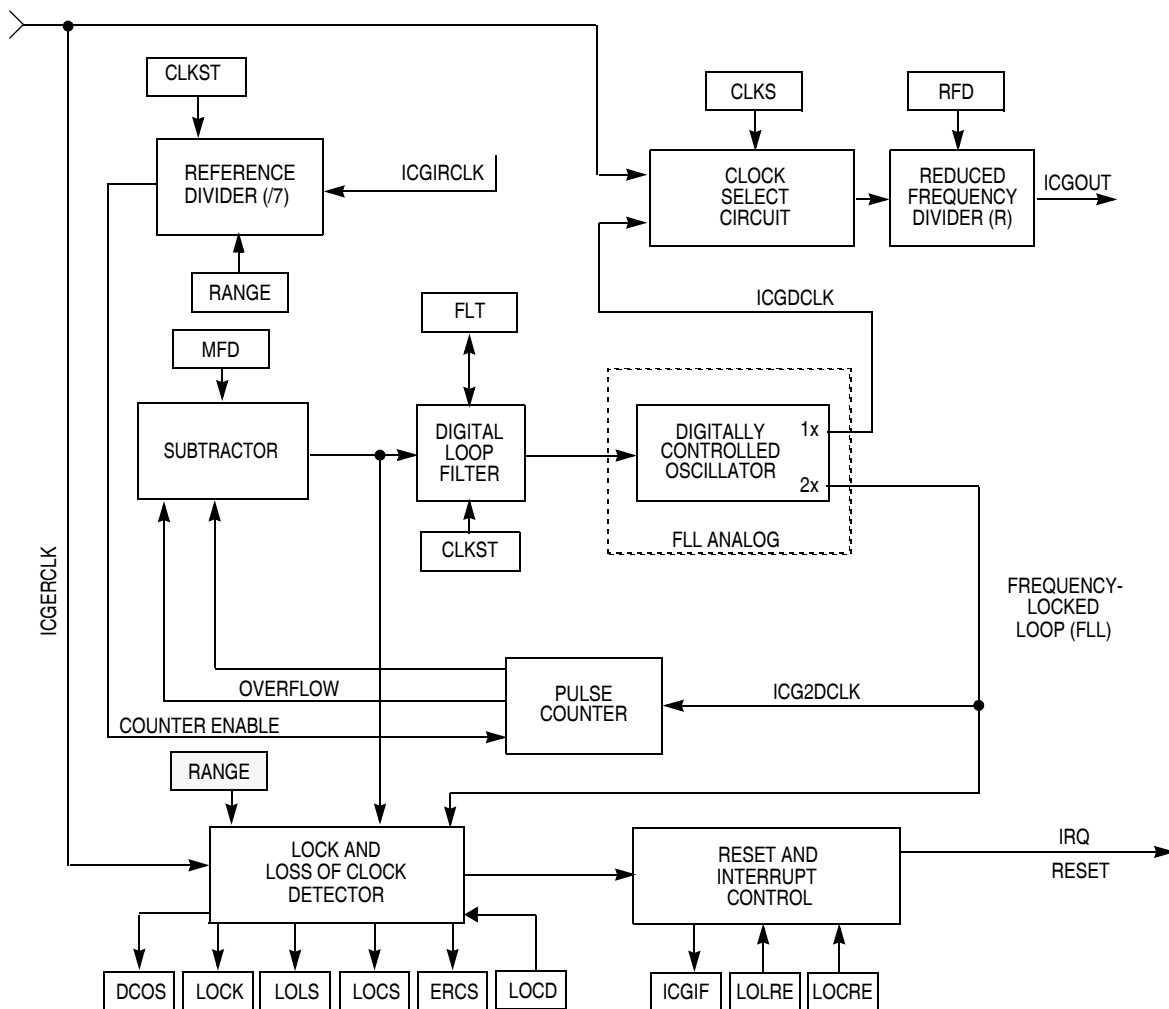 CLKST
CLKS
RFD
REFERENCE
DIVIDER (/7)
ICGIRCLK
CLOCK
SELECT
CIRCUIT
REDUCED
FREQUENCY
DIVIDER (R)
ICGOUT
RANGE
FLT
ICGDCLK
MFD
SUBTRACTOR
DIGITAL
LOOP
FILTER
DIGITALLY
CONTROLLED
OSCILLATOR
1x
2x
FLL ANALOG
CLKST
ICGERCLK
FREQUENCY-
LOCKED
LOOP (FLL)
OVERFLOW
PULSE
COUNTER
ICG2DCLK
COUNTER ENABLE
RANGE
LOCK AND
LOSS OF CLOCK
DETECTOR
RESET AND
INTERRUPT
CONTROL
IRQ
RESET
DCOS
LOCK
LOLS
LOCS
ERCS
LOCD
ICGIF
LOLRE
LOCRE